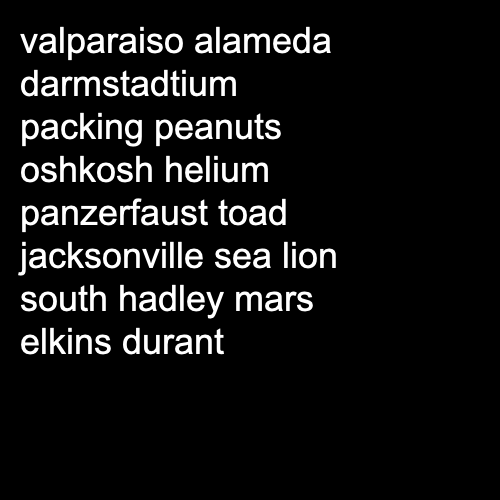 valparaiso alameda
darmstadtium
packing peanuts
oshkosh helium
panzerfaust toad
jacksonville sea lion
south hadley mars
elkins durant